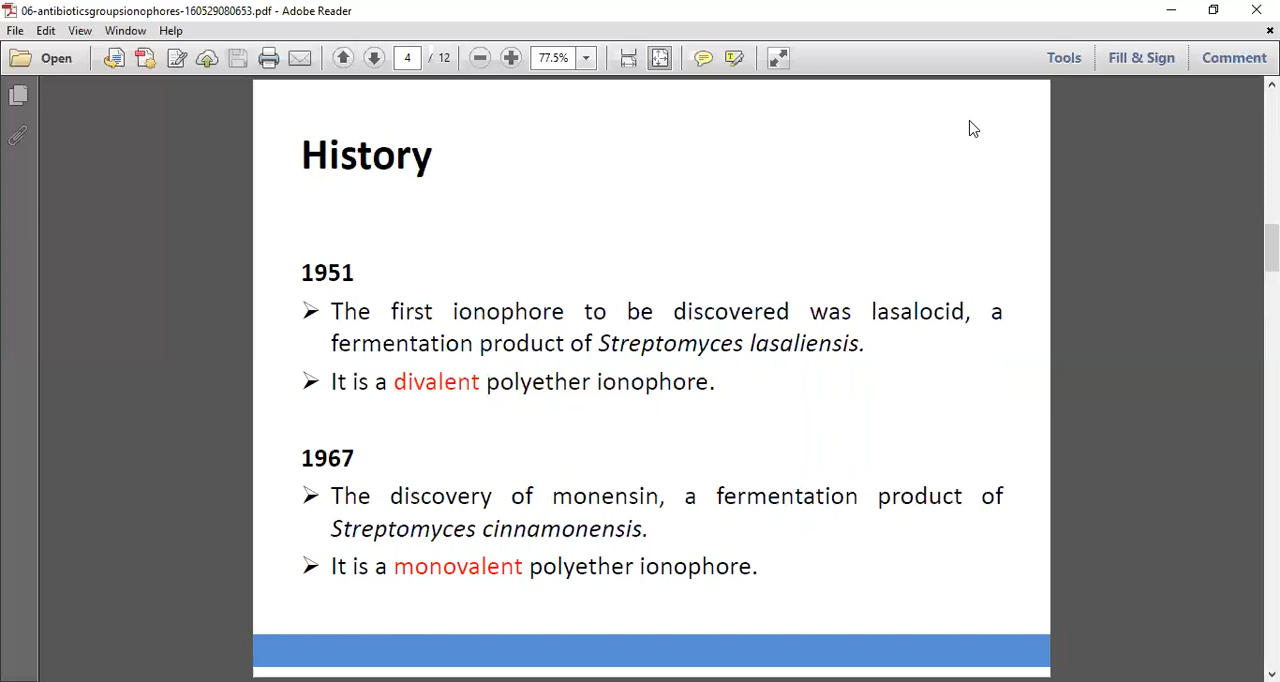 06-antibioticsgroupsionophores-160529080653.pdf - Adobe Reader
File Edit View Window Help
Open 4 / 12 77.5% Tools Fill & Sign Comment
History
1951
The first ionophore to be discovered was lasalocid, a
fermentation product of Streptomyces lasaliensis.
It is a divalent polyether ionophore.
1967
The discovery of monensin, a fermentation product of
Streptomyces cinnamonensis.
It is a monovalent polyether ionophore.